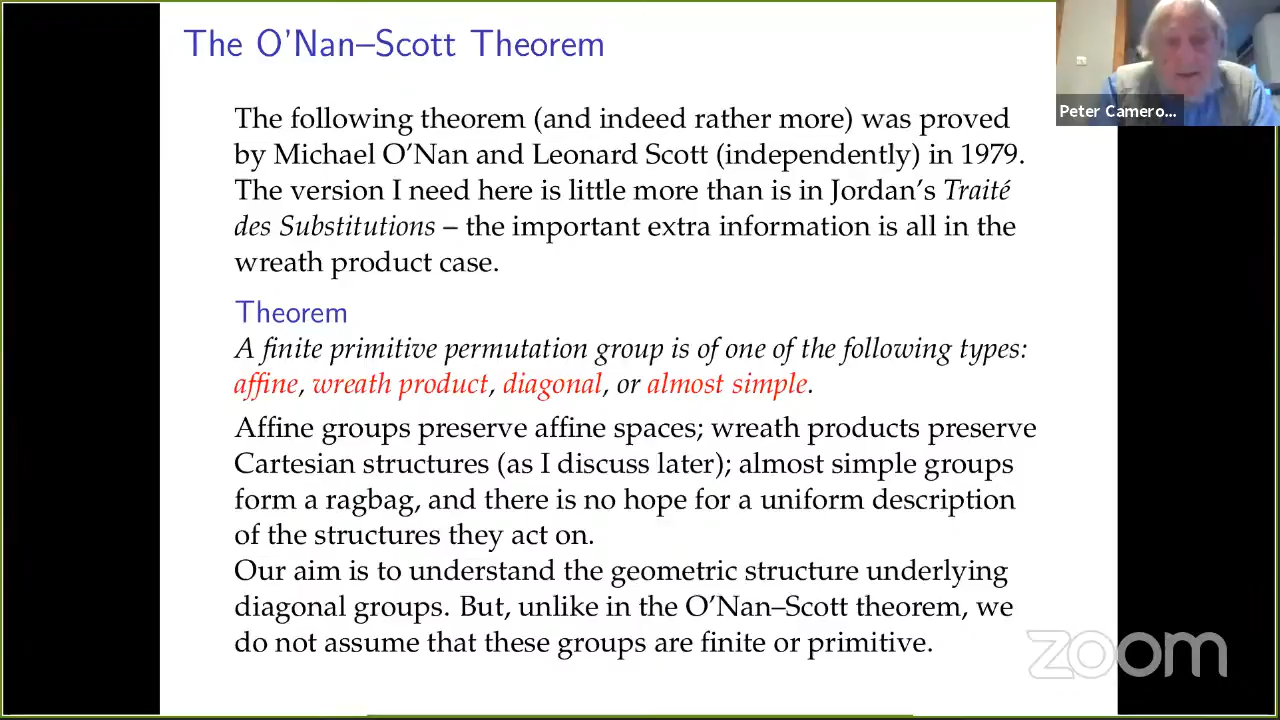 The O’Nan–Scott Theorem
The following theorem (and indeed rather more) was proved
by Michael O’Nan and Leonard Scott (independently) in 1979.
The version I need here is little more than is in Jordan’s Traité
des Substitutions – the important extra information is all in the
wreath product case.
Theorem
A finite primitive permutation group is of one of the following types:
affine, wreath product, diagonal, or almost simple.
Affine groups preserve affine spaces; wreath products preserve
Cartesian structures (as I discuss later); almost simple groups
form a ragbag, and there is no hope for a uniform description
of the structures they act on.
Our aim is to understand the geometric structure underlying
diagonal groups. But, unlike in the O’Nan–Scott theorem, we
do not assume that these groups are finite or primitive.
Peter Camero...
zoom